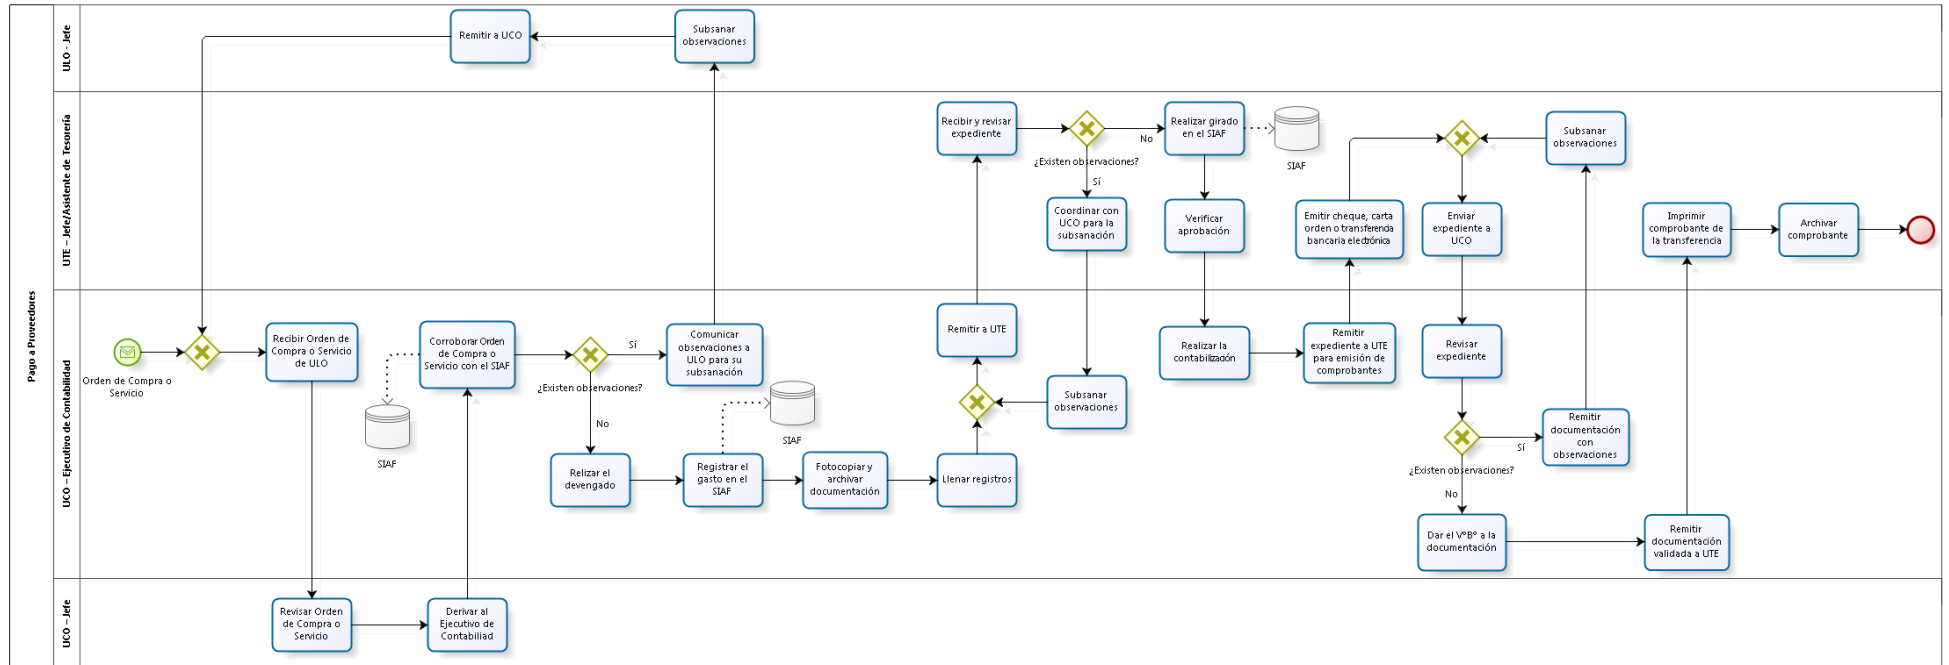 Pago a Proveedores
ULO - Jefe
Remitir a UCO
Subsanar
observaciones
UTE – Jefe/Asistente de Tesorería
Recibir y revisar
expediente
¿Existen observaciones?
No
Sí
Realizar girado
en el SIAF
SIAF
Coordinar con
UCO para la
subsanación
Verificar
aprobación
Emitir cheque, carta
orden o transferencia
bancaria electrónica
Enviar
expediente a
UCO
Subsanar
observaciones
Imprimir
comprobante de
la transferencia
Archivar
comprobante
UCO – Ejecutivo de Contabilidad
Orden de Compra o
Servicio
Recibir Orden de
Compra o Servicio
de ULO
Corroborar Orden
de Compra o
Servicio con el SIAF
SIAF
¿Existen observaciones?
Sí
No
Comunicar
observaciones a
ULO para su
subsanación
Relizar el
devengado
Registrar el
gasto en el
SIAF
SIAF
Fotocopiar y
archivar
documentación
Llenar registros
Remitir a UTE
Subsanar
observaciones
Realizar la
contabilización
Remitir
expediente a UTE
para emisión de
comprobantes
Revisar
expediente
¿Existen observaciones?
Sí
No
Remitir
documentación
con
observaciones
Dar el V°B° a la
documentación
Remitir
documentación
validada a UTE
UCO – Jefe
Revisar Orden
de Compra o
Servicio
Derivar al
Ejecutivo de
Contabiliad